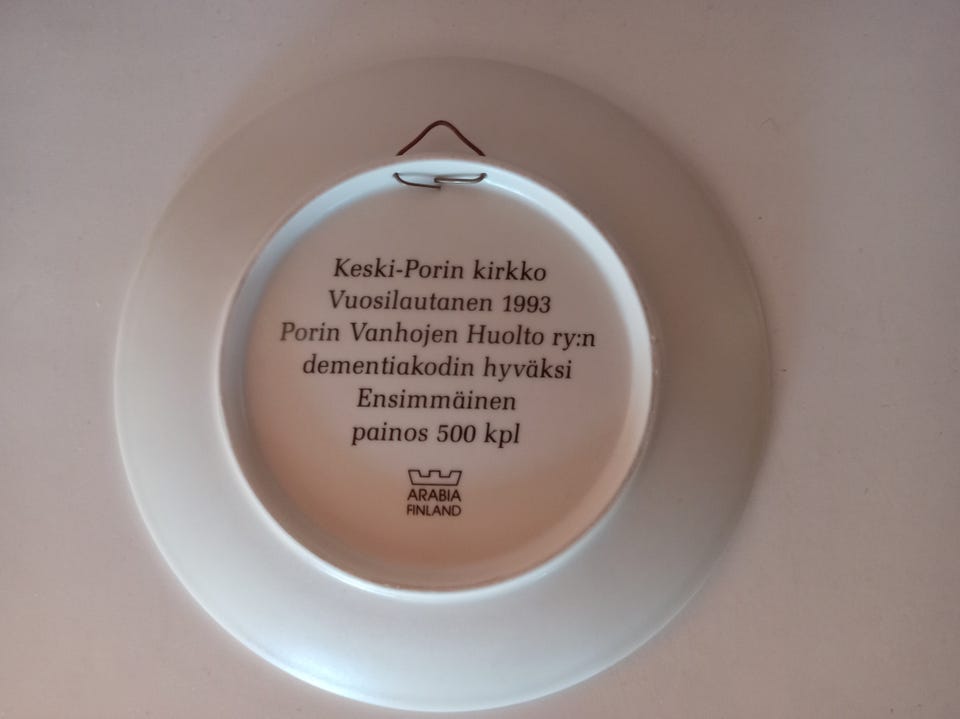 Keski-Porin kirkko
Vuosilautanen 1993
Porin Vanhojen Huolto ry:n
dementiakodin hyväksi
Ensimmäinen
painos 500 kpl
ARABIA
FINLAND